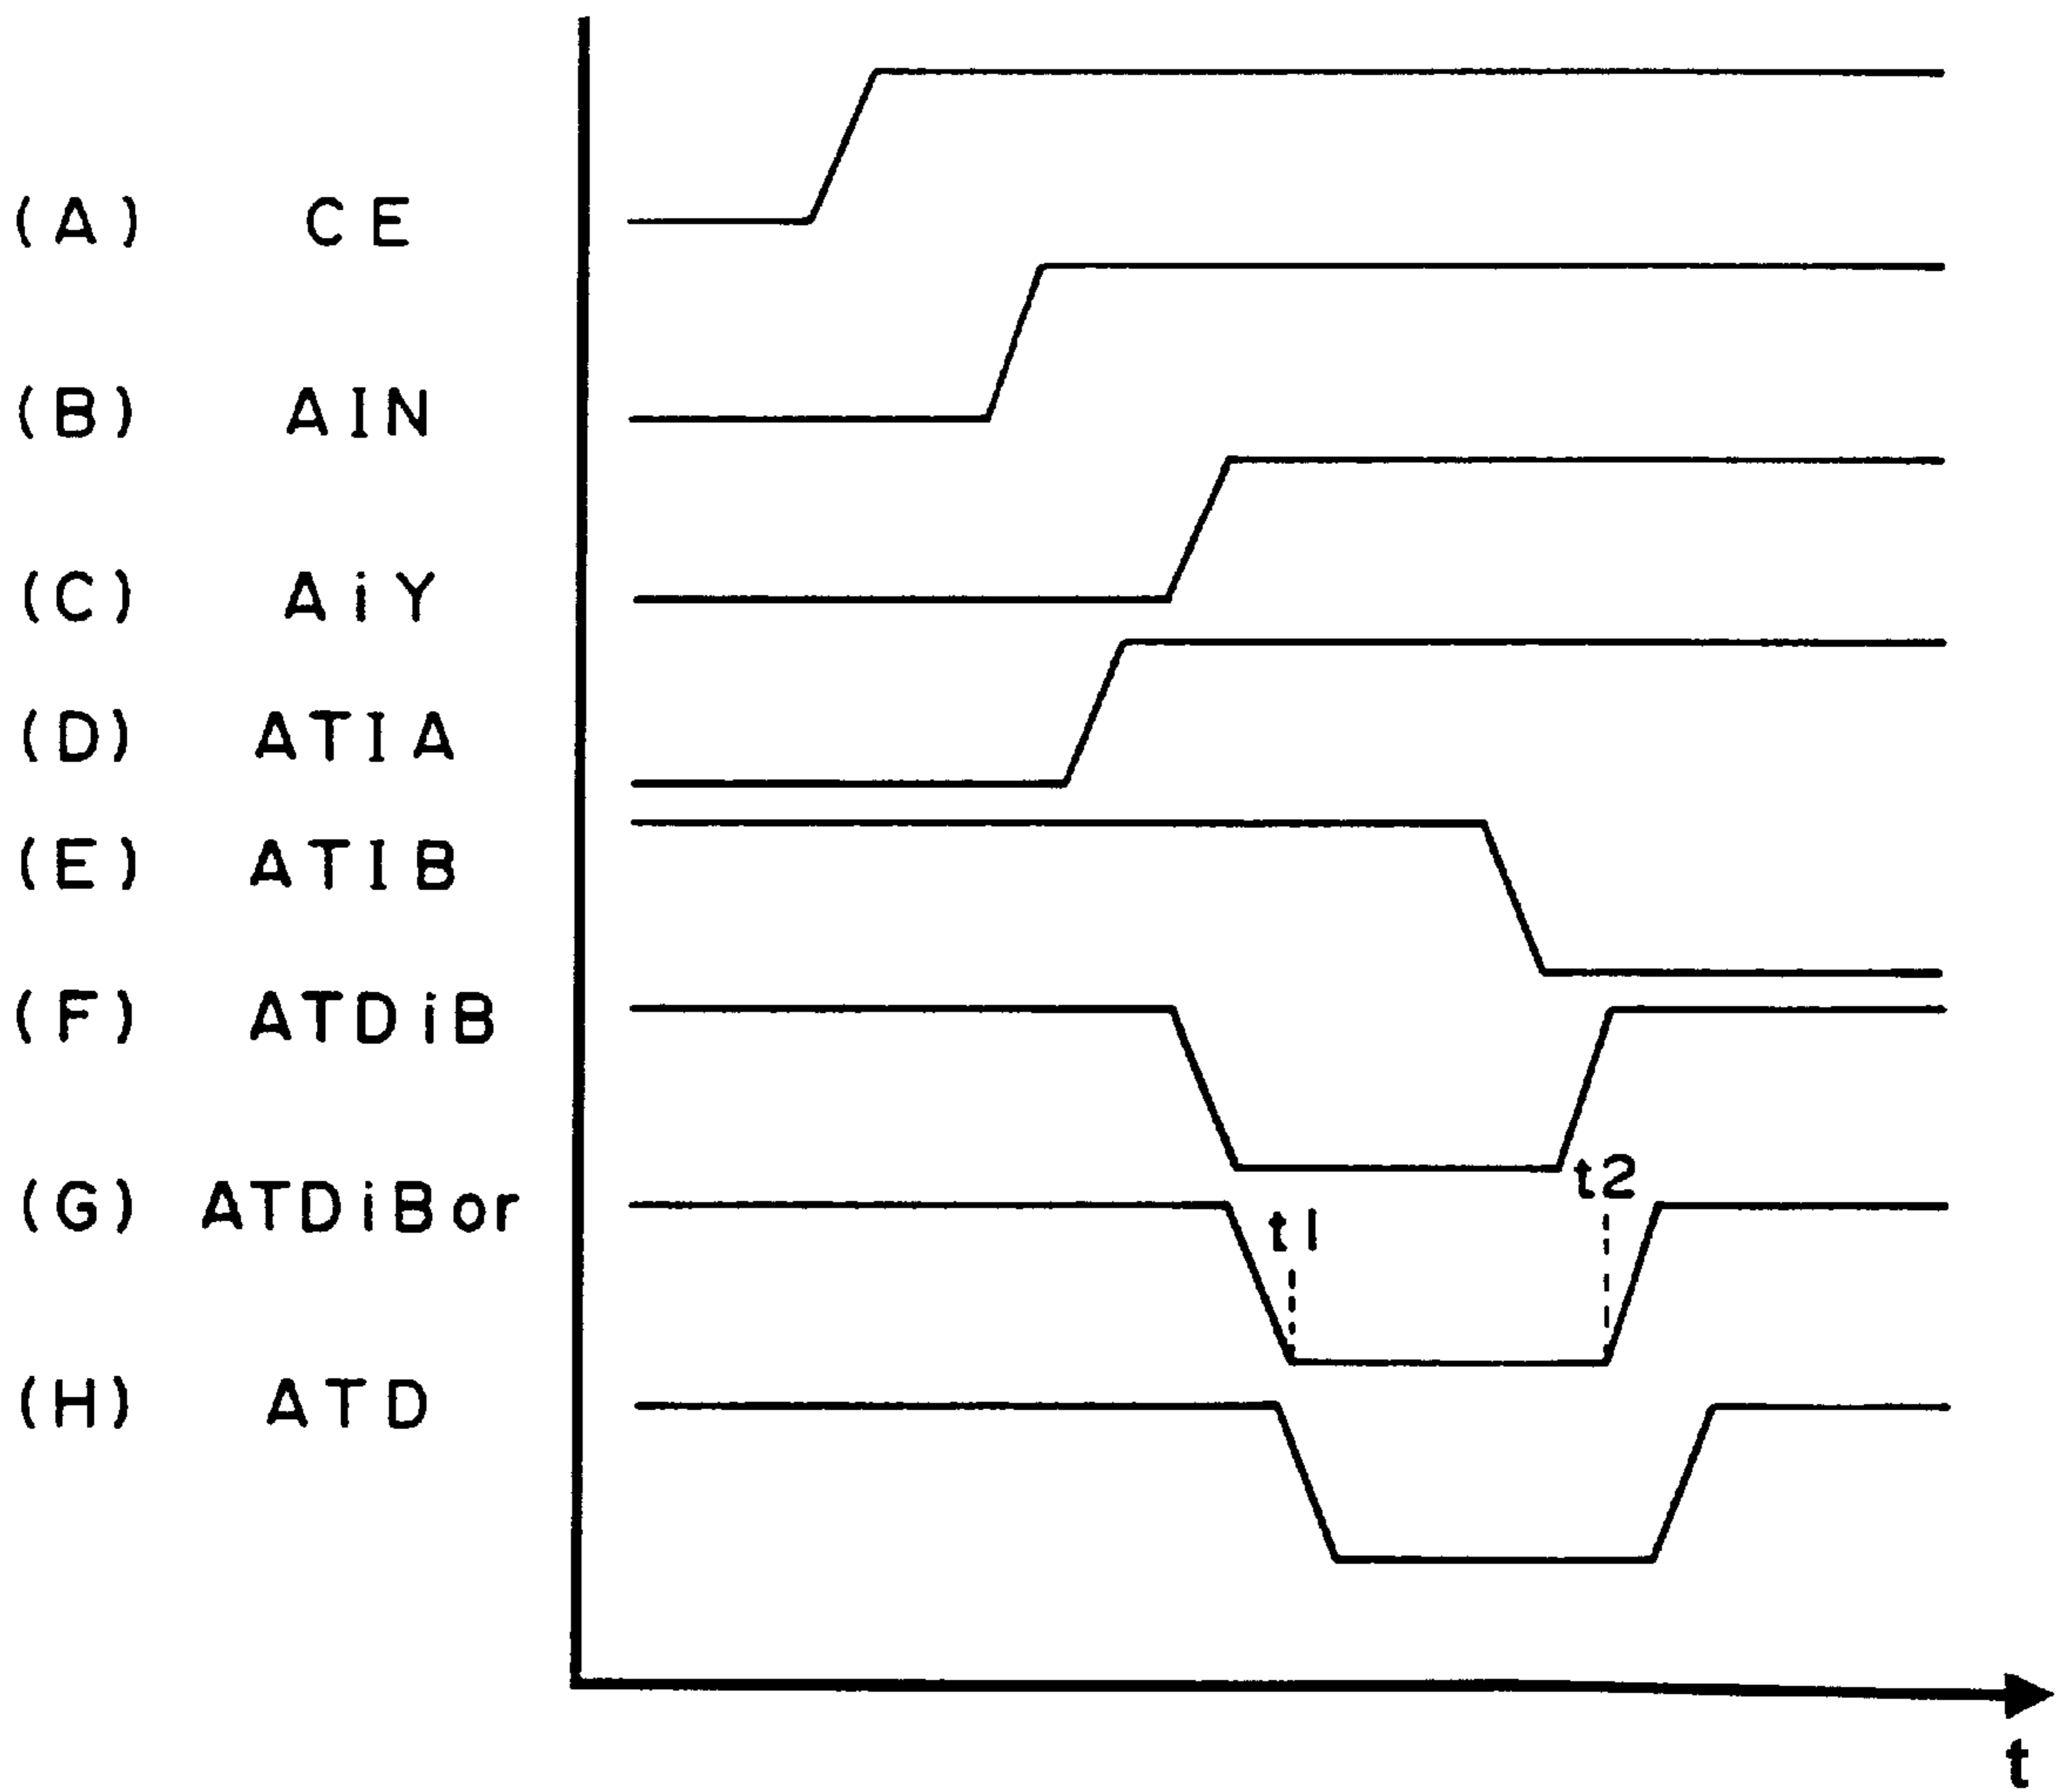 (A) CE
(B) AIN
(C) AiY
(D) ATIA
(E) ATIB
(F) ATDiB
t2
(G) ATDiBor
t1
(H) ATD
t